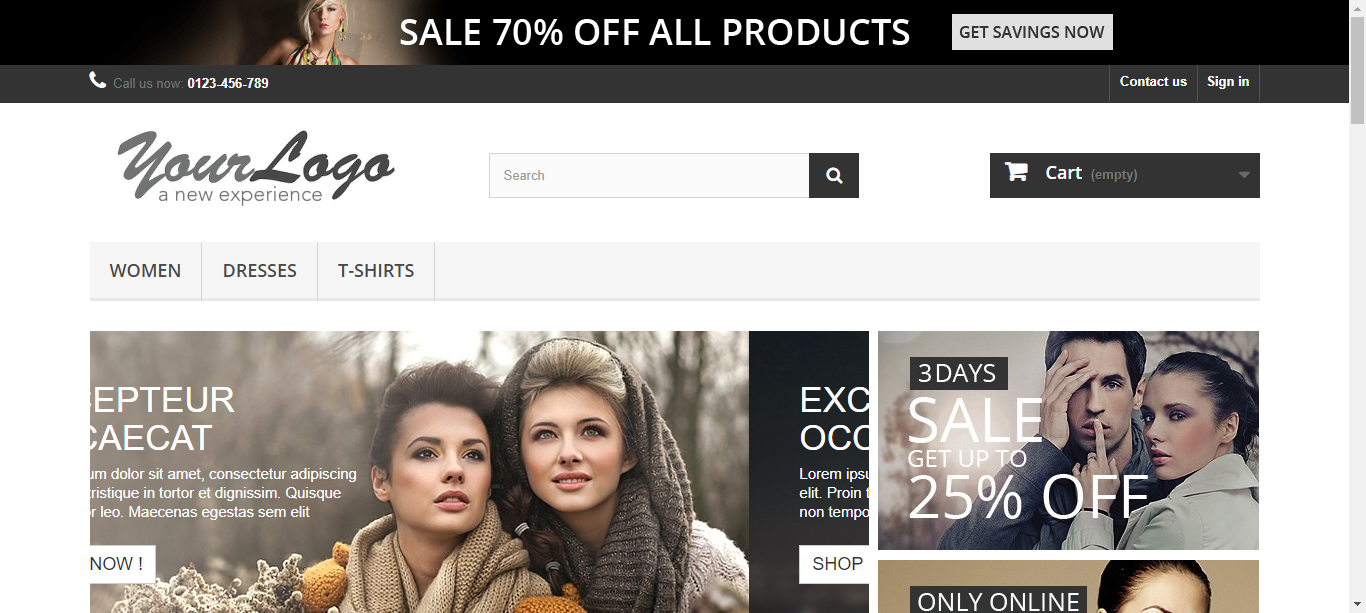 SALE 70% OFF ALL PRODUCTS
GET SAVINGS NOW
Call us now: 0123-456-789
Contact us
Sign in
YourLogo
a new experience
Search
Cart (empty)
WOMEN
DRESSES
T-SHIRTS
CEPTEUR
CAECAT
um dolor sit amet, consectetur adipiscing
ristique in tortor et dignissim. Quisque
r leo. Maecenas egestas sem elit
NOW !
EXC
OCC
Lorem ipsu
elit. Proin t
non tempo
SHOP
3 DAYS
SALE
GET UP TO
25% OFF
ONLY ONLINE